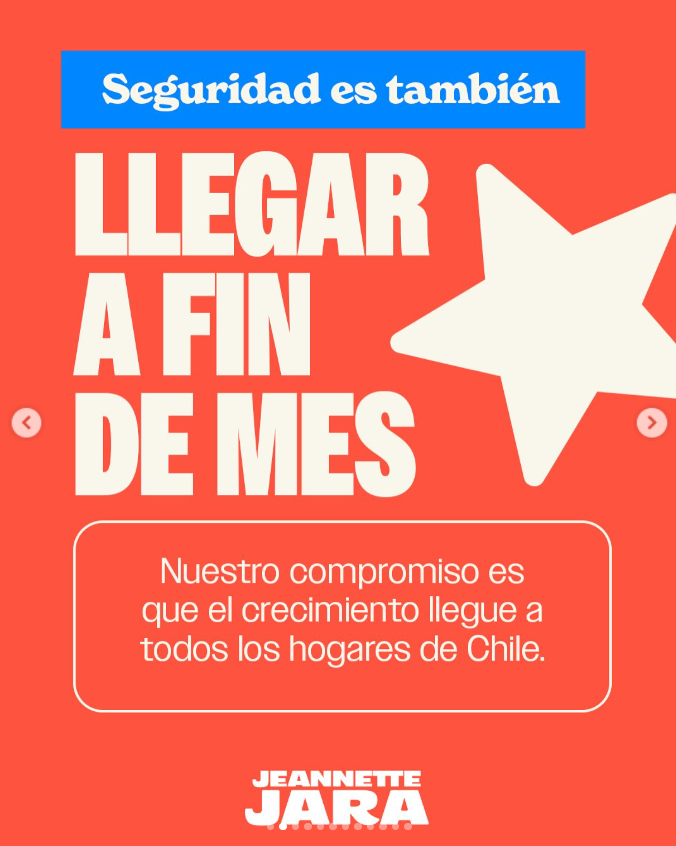 Seguridad es también
LLEGAR
A FIN
DE MES
Nuestro compromiso es
que el crecimiento llegue a
todos los hogares de Chile.
JEANNETTE
JARA